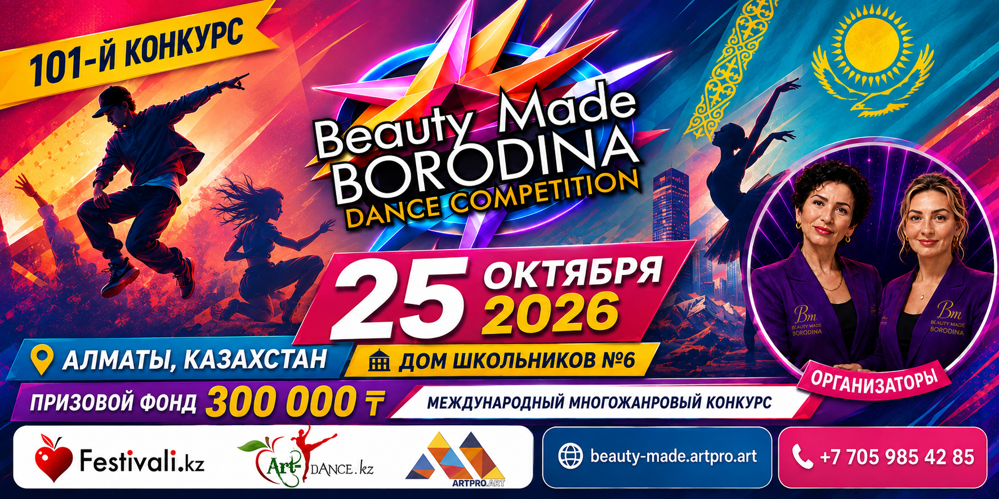 101-Й КОНКУРС
Beauty Made
BORODINA
DANCE COMPETITION
25 ОКТЯБРЯ
2026
АЛМАТЫ, КАЗАХСТАН
ДОМ ШКОЛЬНИКОВ №6
ПРИЗОВОЙ ФОНД 300 000 ₸
МЕЖДУНАРОДНЫЙ МНОГОЖАНРОВЫЙ КОНКУРС
Bm
BEAUTY MADE
BORODINA
Bm
BEAUTY MADE
BORODINA
ОРГАНИЗАТОРЫ
Festivali.kz
Art-DANCE.kz
ARTPRO.ART
beauty-made.artpro.art
+7 705 985 42 85